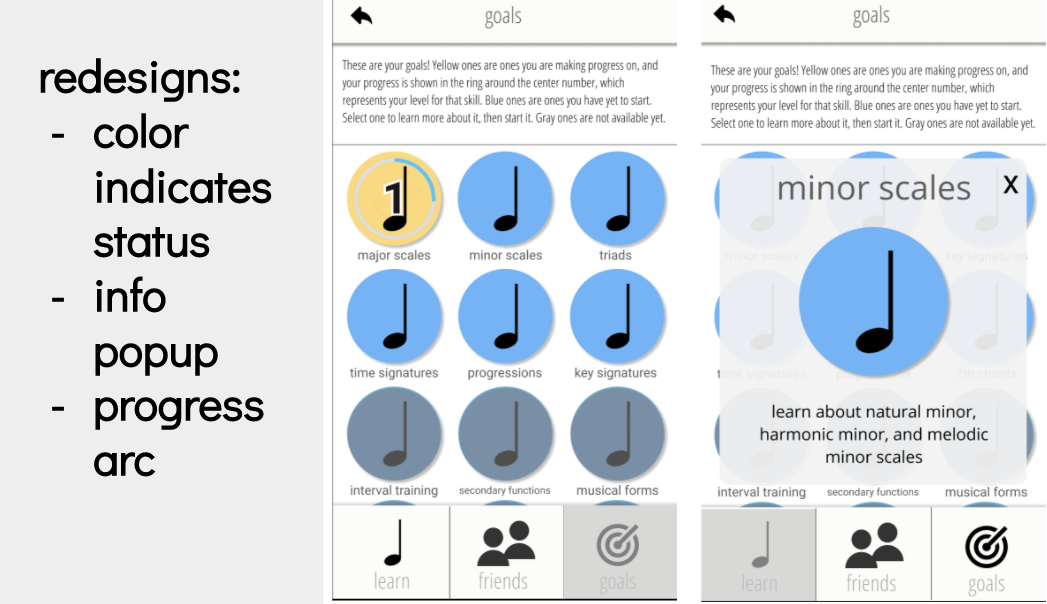 redesigns:
- color
indicates
status
- info
popup
- progress
arc
goals
These are your goals! Yellow ones are ones you are making progress on, and
your progress is shown in the ring around the center number, which
represents your level for that skill. Blue ones are ones you have yet to start.
Select one to learn more about it, then start it. Gray ones are not available yet.
1
major scales
minor scales
triads
time signatures
progressions
key signatures
interval training
secondary functions
musical forms
learn
friends
goals
goals
These are your goals! Yellow ones are ones you are making progress on, and
your progress is shown in the ring around the center number, which
represents your level for that skill. Blue ones are ones you have yet to start.
Select one to learn more about it, then start it. Gray ones are not available yet.
minor scales X
minor scales
key signatures
time signatures
7th chords
learn about natural minor,
harmonic minor, and melodic
minor scales
interval training
secondary functions
musical forms
learn
friends
goals